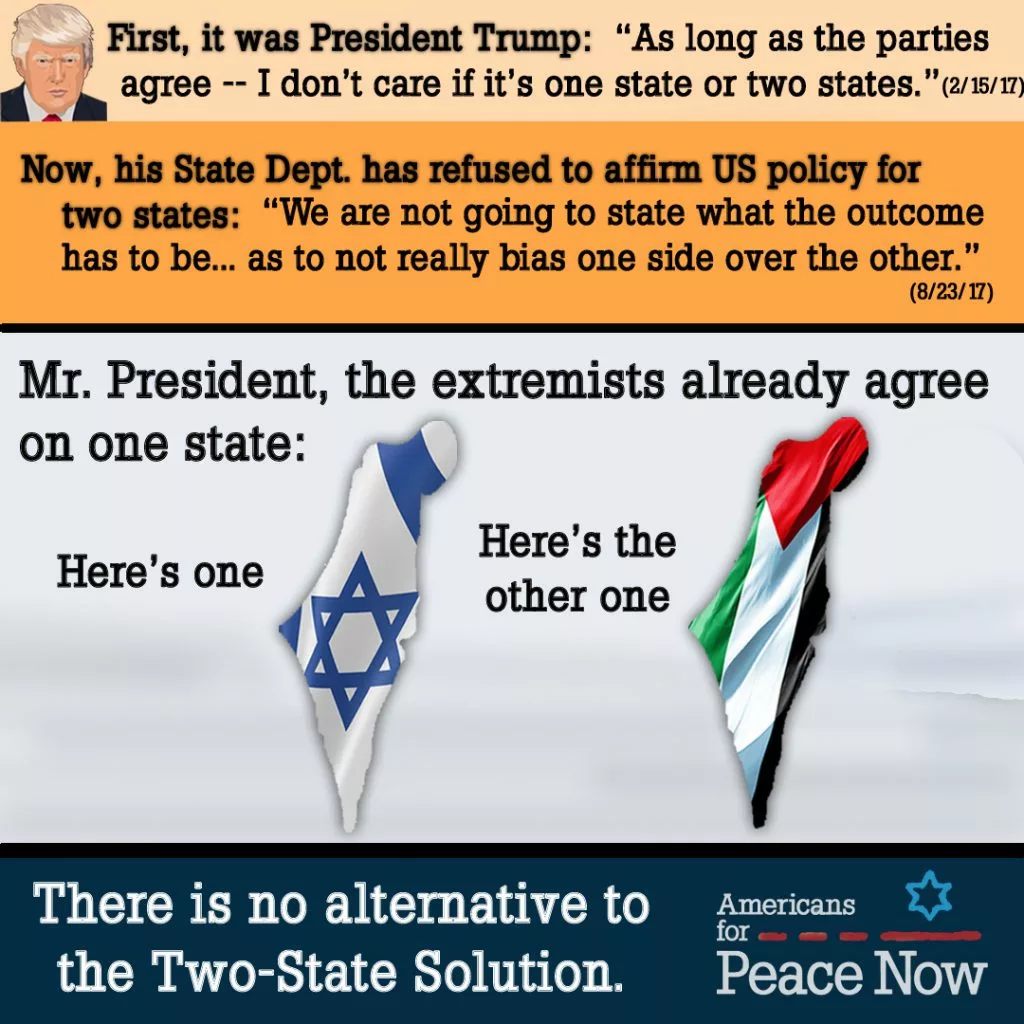 First, it was President Trump: “As long as the parties
agree -- I don’t care if it’s one state or two states.”(2/15/17)
Now, his State Dept. has refused to affirm US policy for
two states: “We are not going to state what the outcome
has to be... as to not really bias one side over the other.”
(8/23/17)
Mr. President, the extremists already agree
on one state:
Here’s one
Here’s the
other one
There is no alternative to
the Two-State Solution.
Americans
for
Peace Now